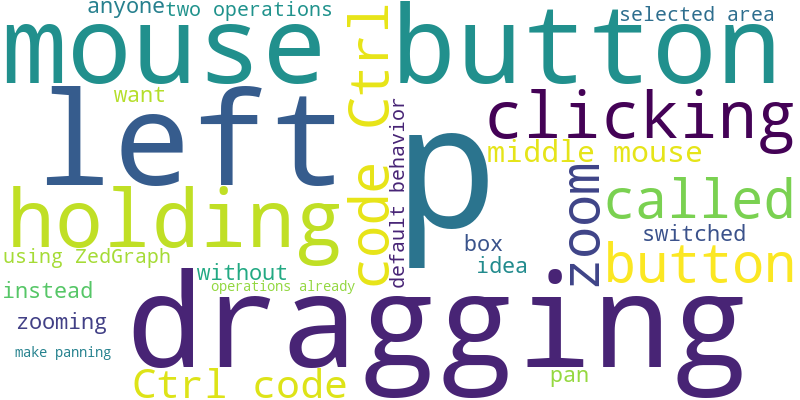 anyone
two operations
selected area
mouse button
code Ctrl
want
left
p
clicking
default behavior
middle mouse
holding
zoom
called
switched
box
using ZedGraph
without
idea
button
instead
operations already
dragging
zooming
make panning
Ctrl code
pan